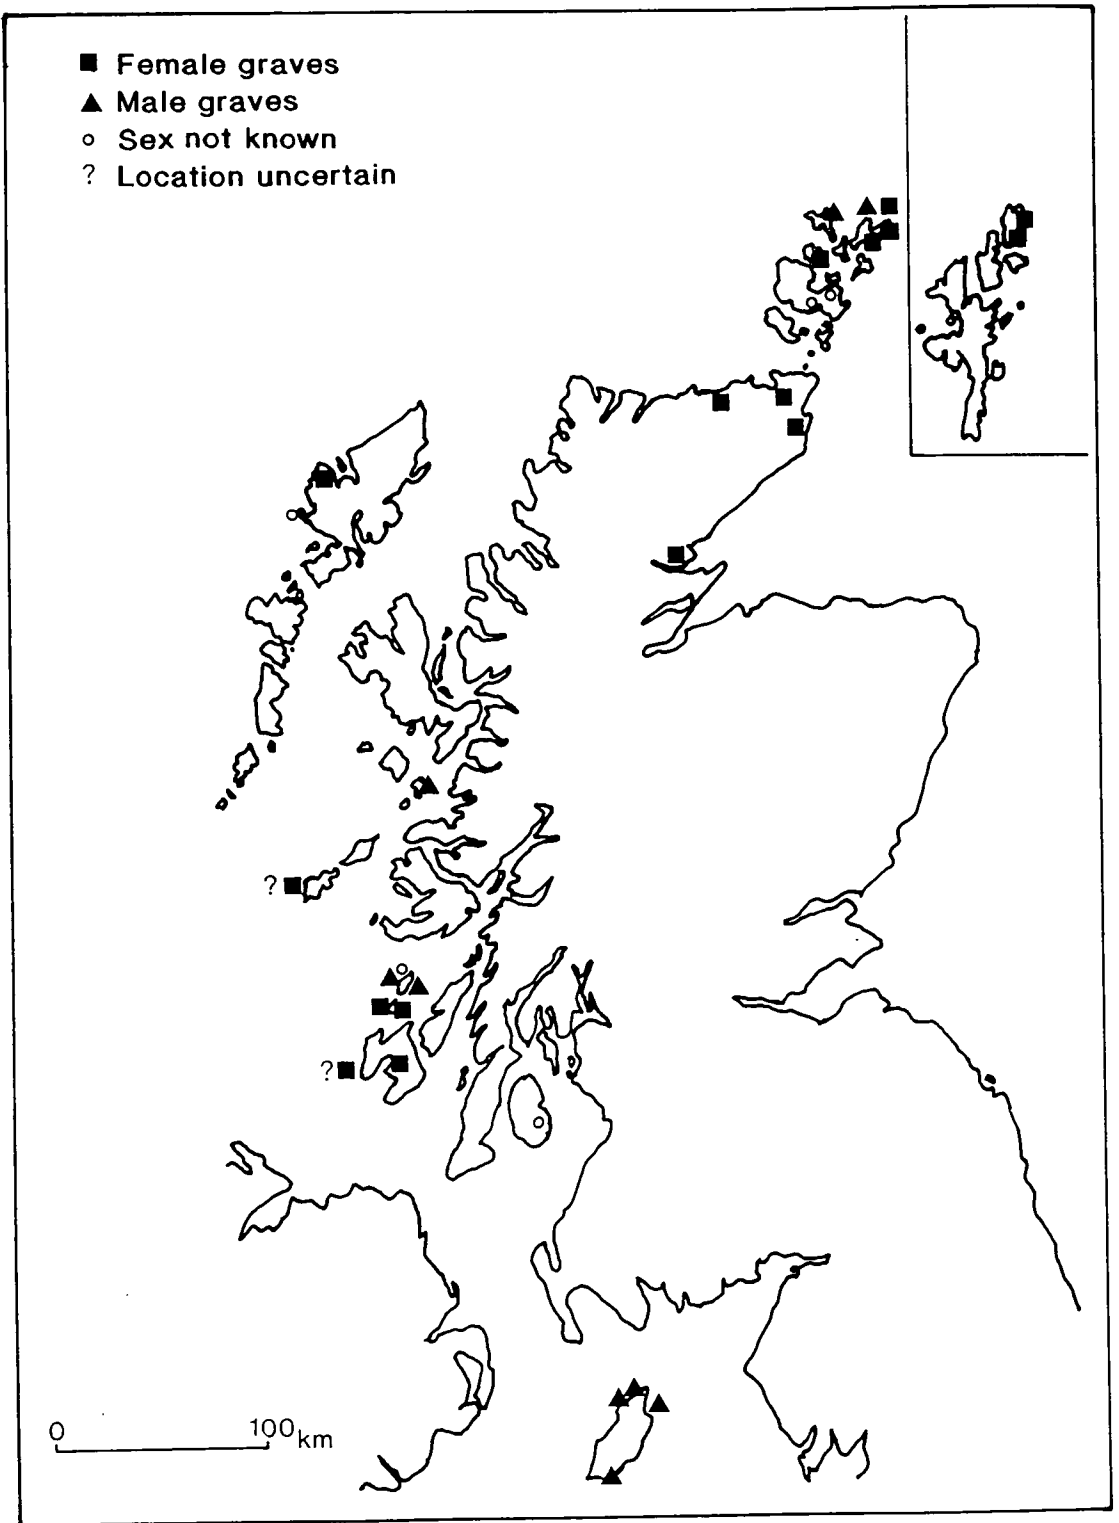 Female graves
Male graves
Sex not known
? Location uncertain
?
?
0 100km